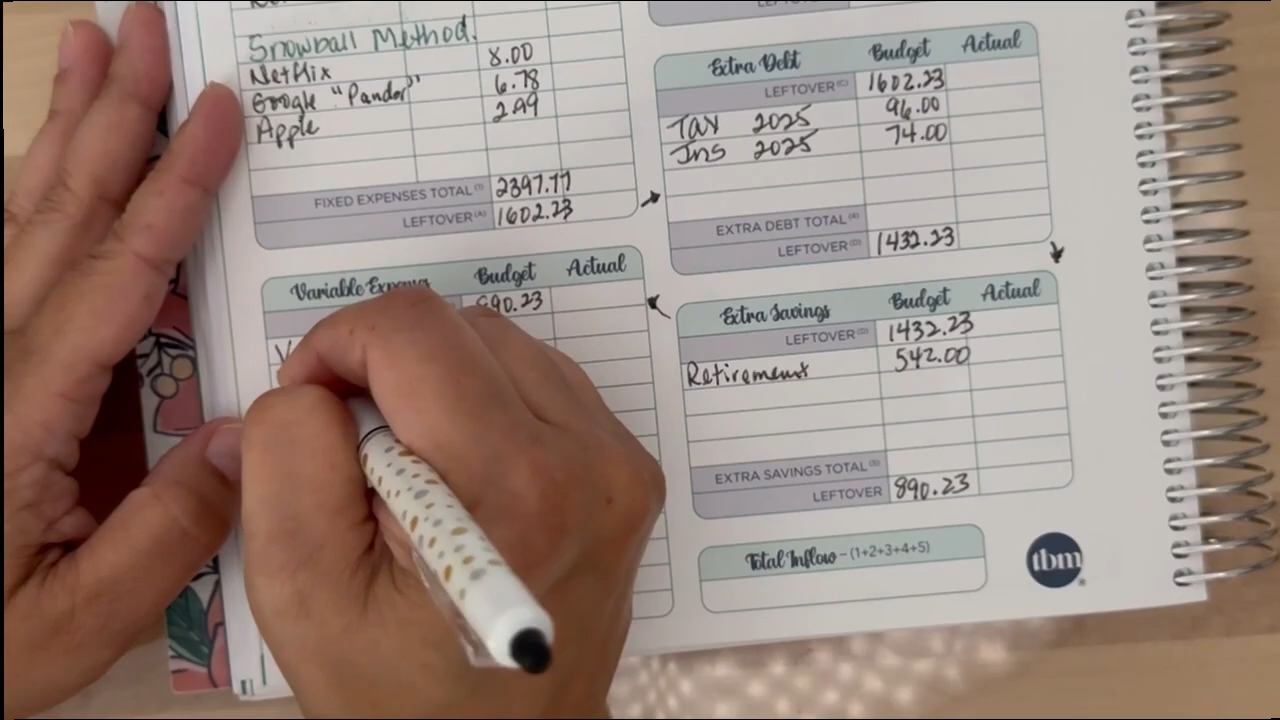 Snowball Method.
Netflix 8.00
Google "Pandor" 6.78
Apple 2.99
FIXED EXPENSES TOTAL (1) 2397.77
LEFTOVER (A) 1602.23
Variable Expenses Budget Actual
890.23
Extra Debt Budget Actual
LEFTOVER (C) 1602.23
Tax 2025 96.00
Ins 2025 74.00
EXTRA DEBT TOTAL (4)
LEFTOVER (D) 1432.23
Extra Savings Budget Actual
LEFTOVER (D) 1432.23
Retirement 542.00
EXTRA SAVINGS TOTAL (5)
LEFTOVER 890.23
Total Inflow - (1+2+3+4+5)
tbm